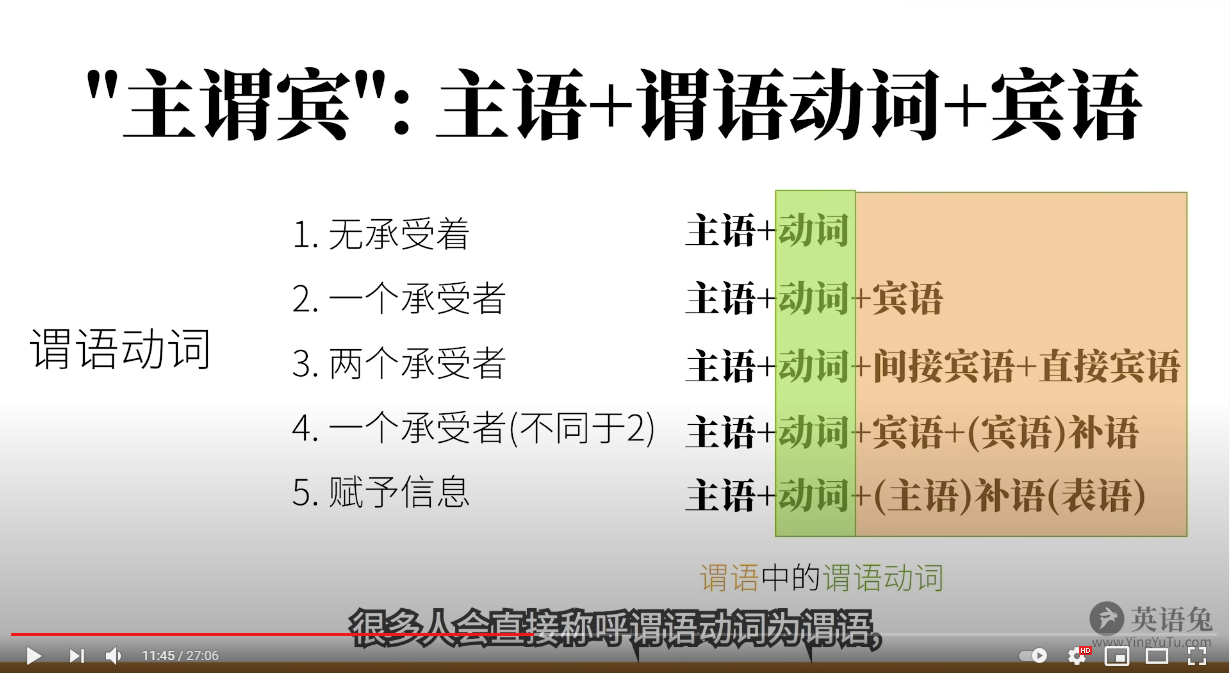 "主谓宾": 主语+谓语动词+宾语
谓语动词
1. 无承受着 主语+动词
2. 一个承受者 主语+动词+宾语
3. 两个承受者 主语+动词+间接宾语+直接宾语
4. 一个承受者(不同于2) 主语+动词+宾语+(宾语)补语
5. 赋予信息 主语+动词+(主语)补语(表语)
谓语中的谓语动词
很多人会直接称呼谓语动词为谓语,
英语兔
www.YingYuTu.com
11:45 / 27:06
HD